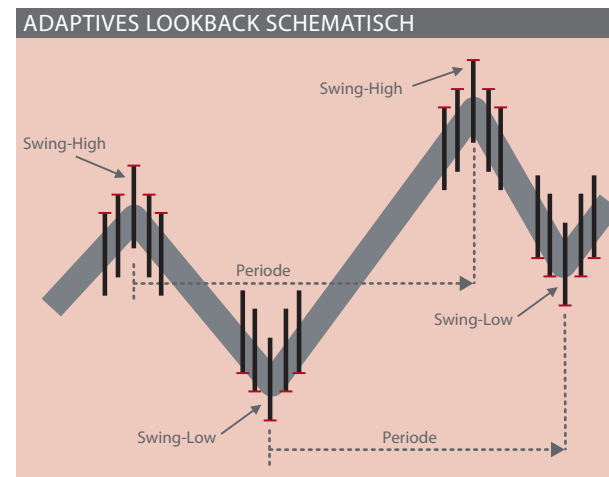 ADAPTIVES LOOKBACK SCHEMATISCH
Swing-High
Swing-High
Periode
Swing-Low
Swing-Low
Periode